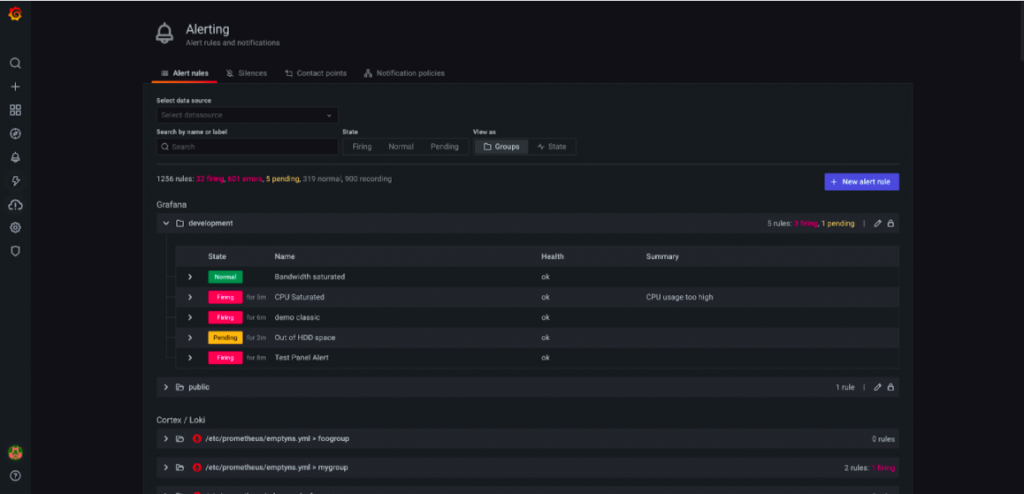 Alerting
Alert rules and notifications
Alert rules Silences Contact points Notification policies
Select data source
Select datasource
Search by name or label State View as
Search Firing Normal Pending Groups State
1256 rules: 32 firing, 601 errors, 5 pending, 319 normal, 900 recording
+ New alert rule
Grafana
development 5 rules: 3 firing, 1 pending
State Name Health Summary
Normal Bandwidth saturated ok
Firing for 5m CPU Saturated ok CPU usage too high
Firing for 6m demo classic ok
Pending for 2m Out of HDD space ok
Firing for 8m Test Panel Alert ok
public 1 rule
Cortex / Loki
/etc/prometheus/emptyns.yml > foogroup 0 rules
/etc/prometheus/emptyns.yml > mygroup 2 rules: 1 firing